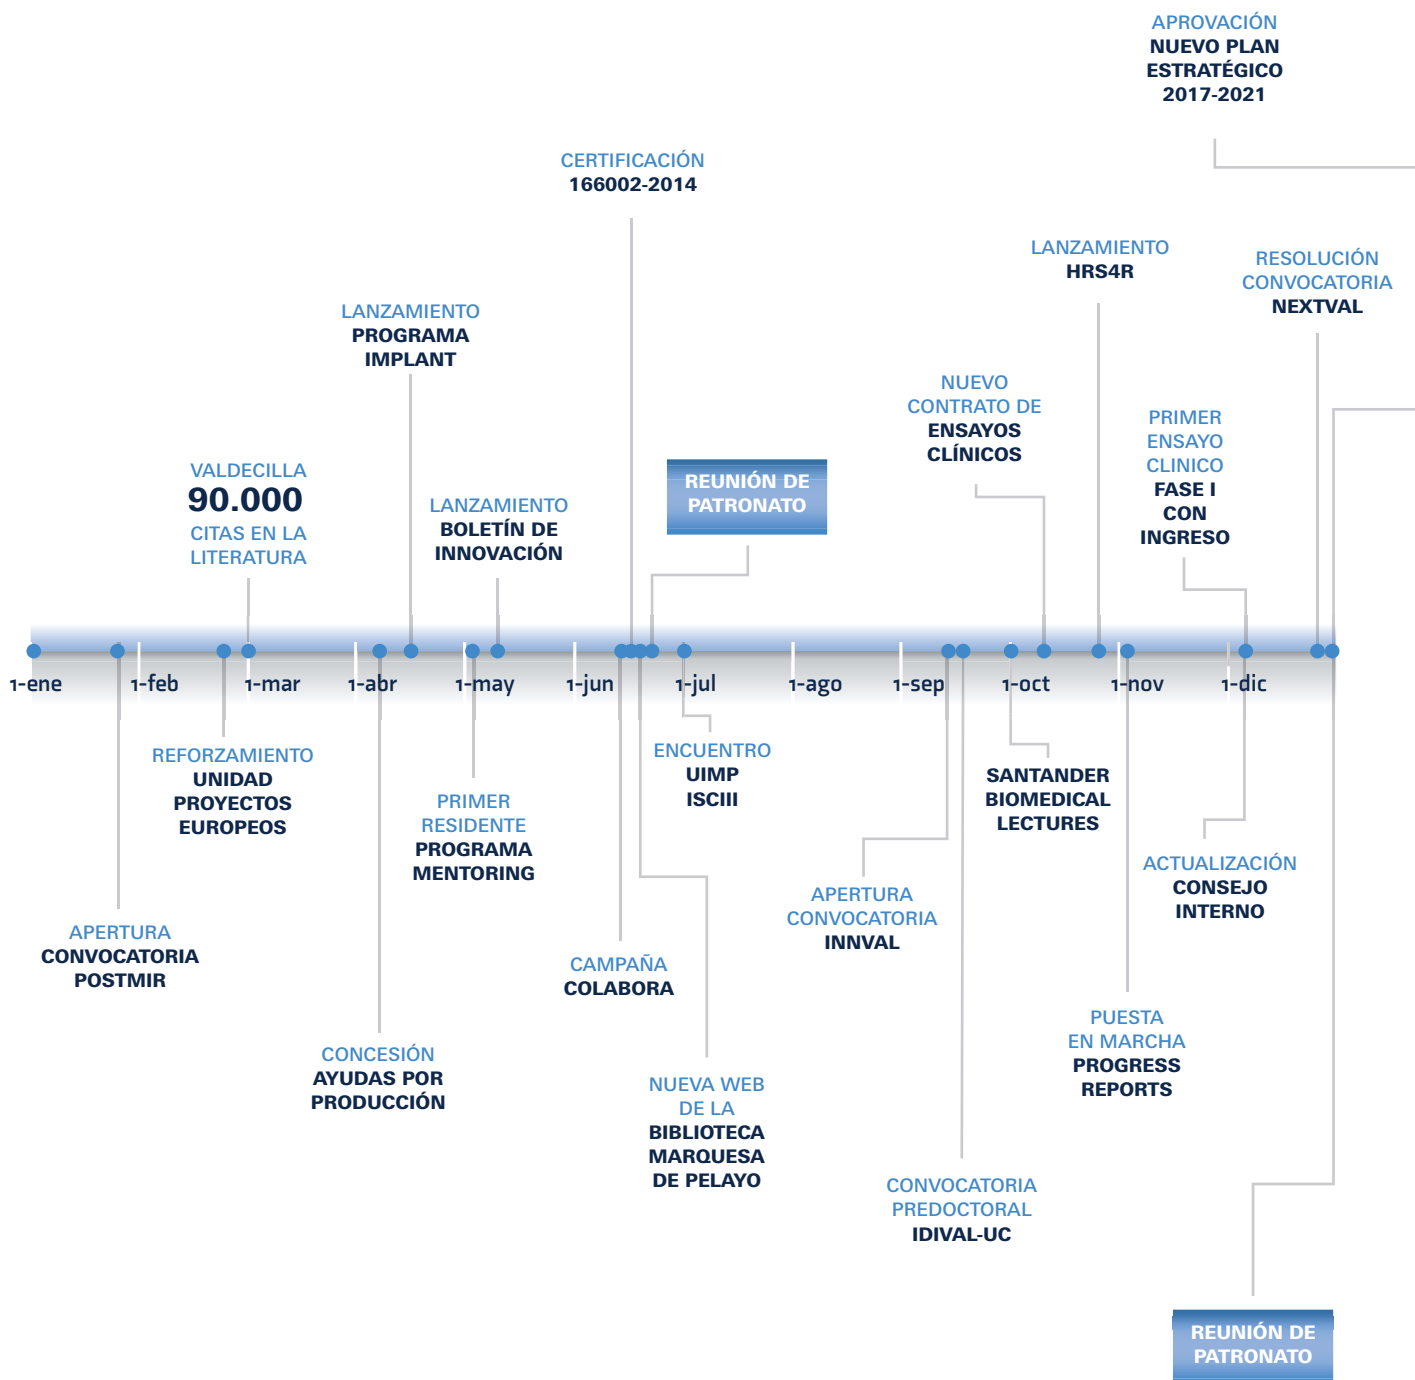 APROVACIÓN
NUEVO PLAN
ESTRATÉGICO
2017-2021
CERTIFICACIÓN
166002-2014
LANZAMIENTO
HRS4R
RESOLUCIÓN
CONVOCATORIA
NEXTVAL
LANZAMIENTO
PROGRAMA
IMPLANT
NUEVO
CONTRATO DE
ENSAYOS
CLÍNICOS
PRIMER
ENSAYO
CLINICO
FASE I
CON
INGRESO
VALDECILLA
90.000
CITAS EN LA
LITERATURA
LANZAMIENTO
BOLETÍN DE
INNOVACIÓN
REUNIÓN DE
PATRONATO
1-ene
1-feb
1-mar
1-abr
1-may
1-jun
1-jul
1-ago
1-sep
1-oct
1-nov
1-dic
REFORZAMIENTO
UNIDAD
PROYECTOS
EUROPEOS
PRIMER
RESIDENTE
PROGRAMA
MENTORING
ENCUENTRO
UIMP
ISCIII
SANTANDER
BIOMEDICAL
LECTURES
APERTURA
CONVOCATORIA
POSTMIR
CAMPAÑA
COLABORA
APERTURA
CONVOCATORIA
INNVAL
ACTUALIZACIÓN
CONSEJO
INTERNO
CONCESIÓN
AYUDAS POR
PRODUCCIÓN
NUEVA WEB
DE LA
BIBLIOTECA
MARQUESA
DE PELAYO
PUESTA
EN MARCHA
PROGRESS
REPORTS
CONVOCATORIA
PREDOCTORAL
IDIVAL-UC
REUNIÓN DE
PATRONATO